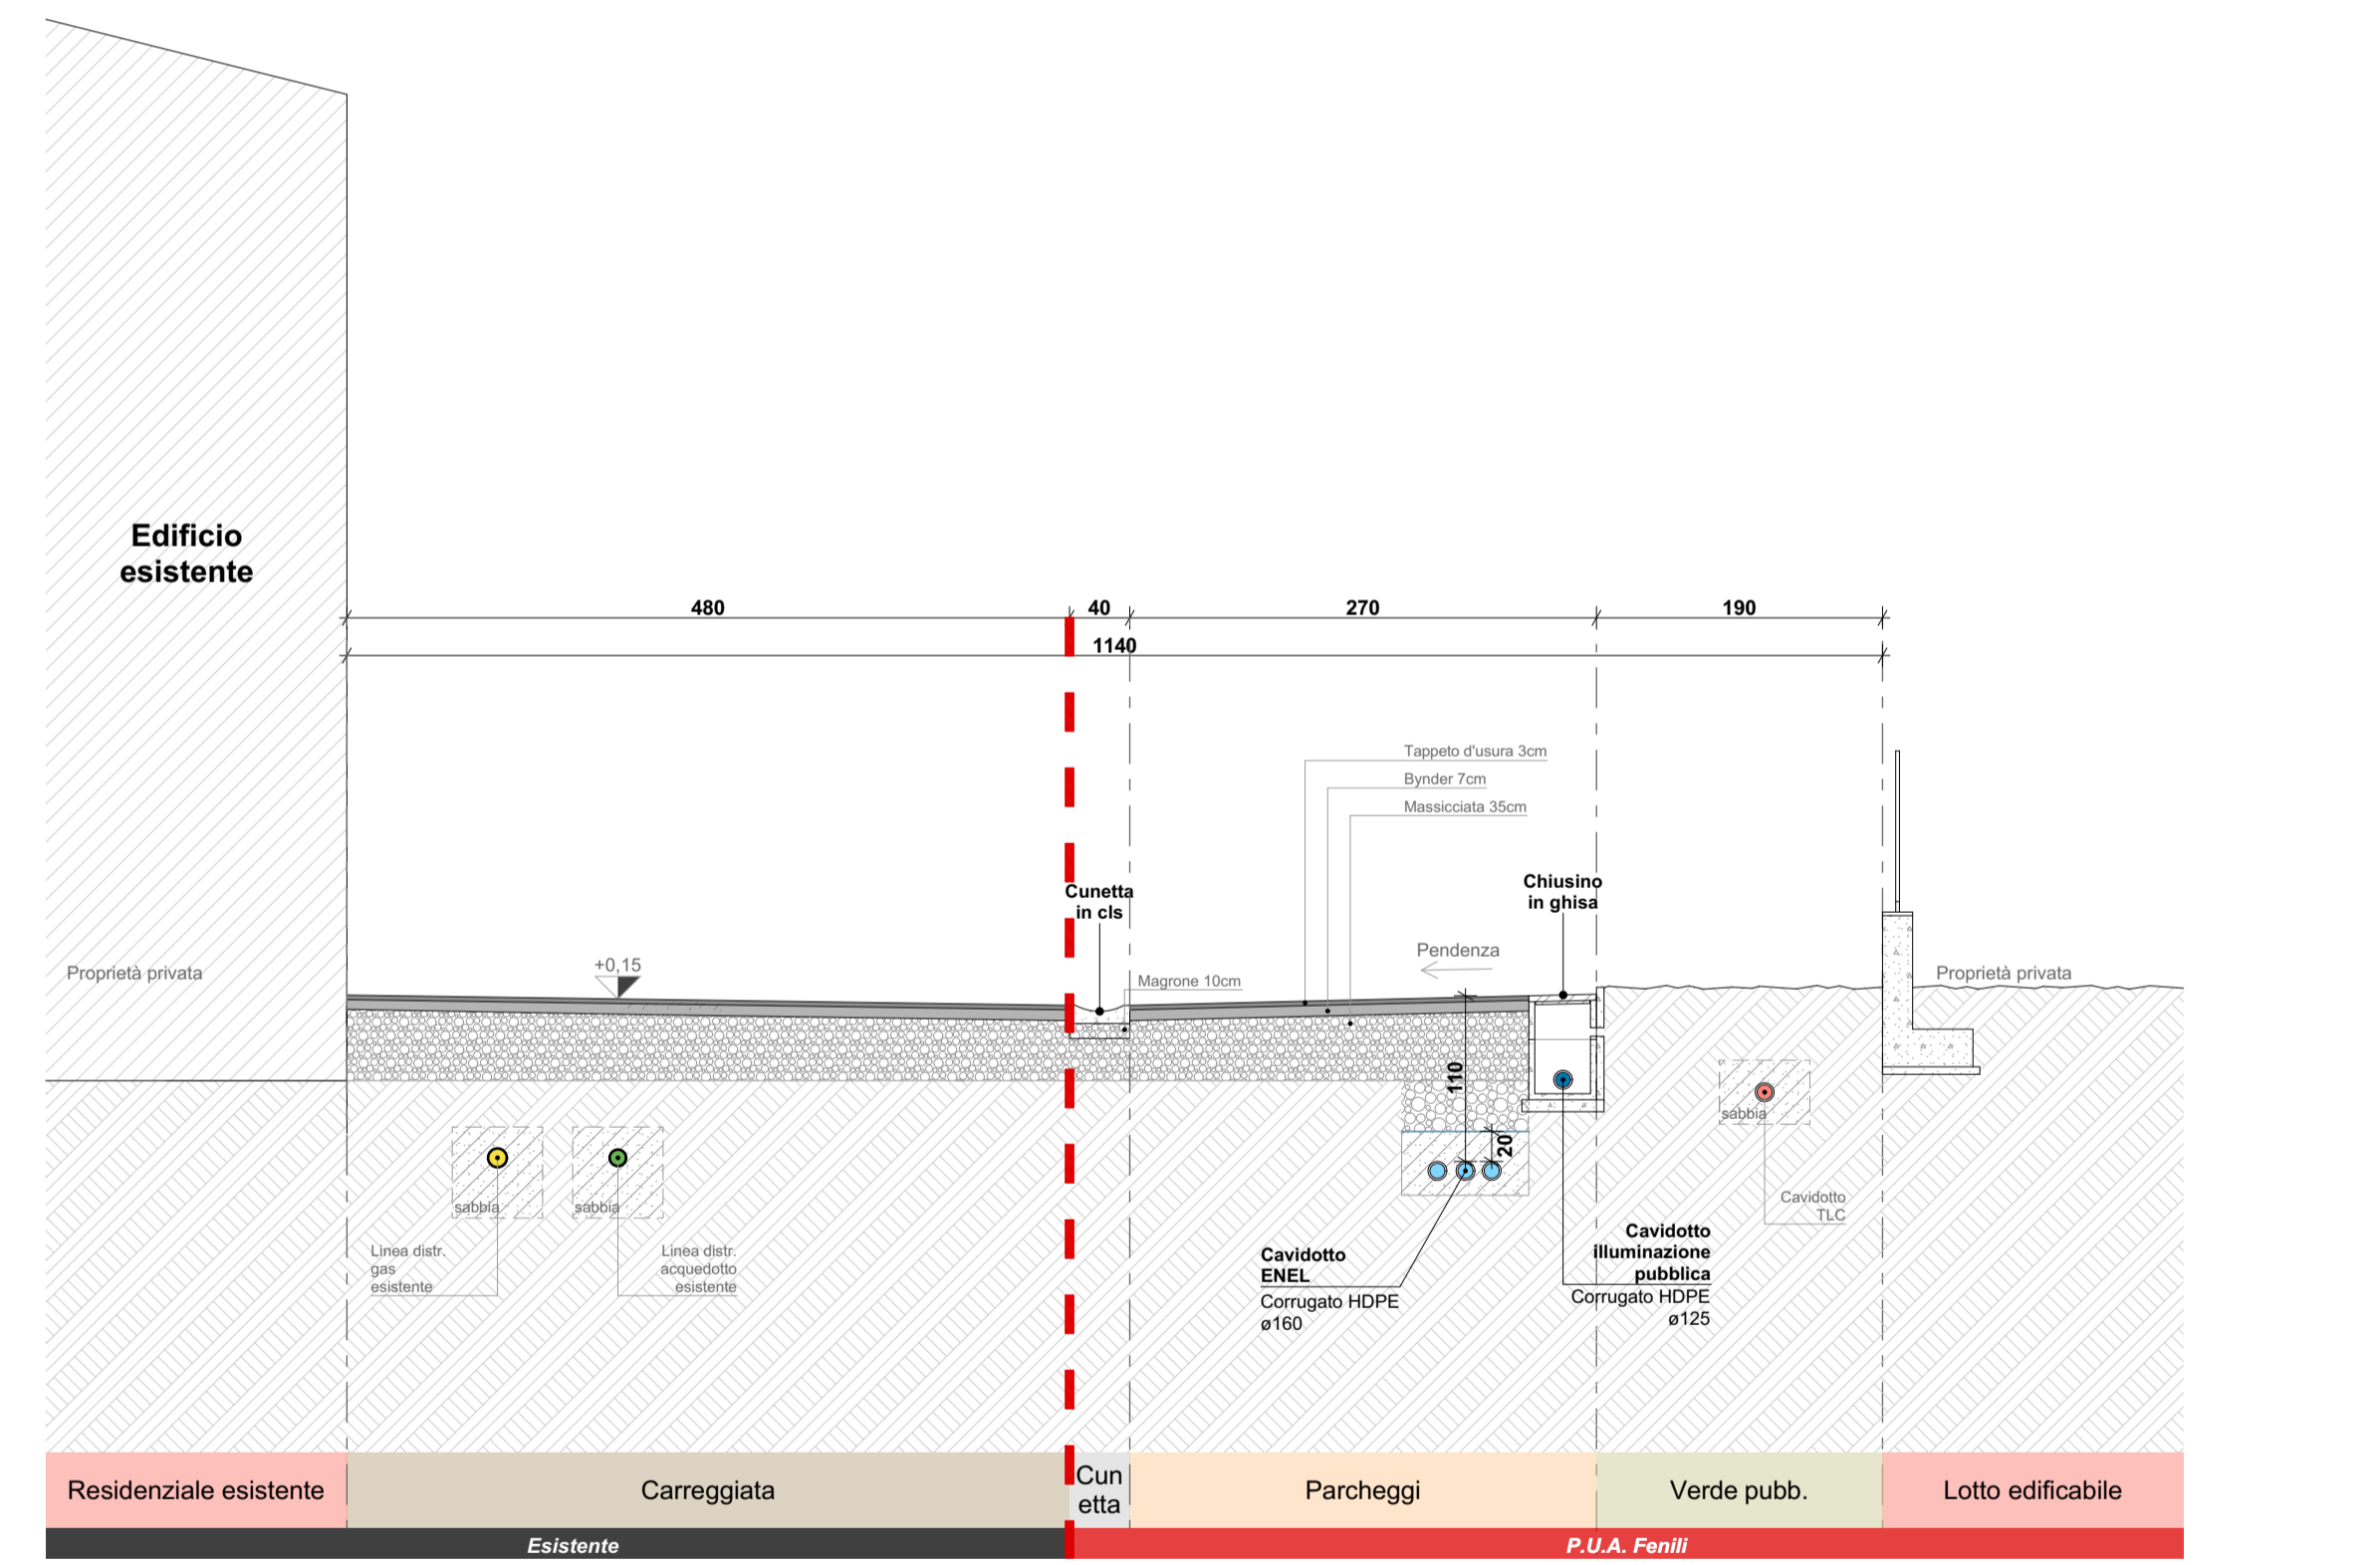 Edificio
esistente
480
40
270
190
1140
Tappeto d'usura 3cm
Bynder 7cm
Massicciata 35cm
Cunetta
in cls
Chiusino
in ghisa
Pendenza
Proprietà privata
+0,15
Magrone 10cm
Proprietà privata
110
20
sabbia
sabbia
sabbia
Linea distr.
gas
esistente
Linea distr.
acquedotto
esistente
Cavidotto
ENEL
Corrugato HDPE
ø160
Cavidotto
illuminazione
pubblica
Corrugato HDPE
ø125
Cavidotto
TLC
Residenziale esistente
Carreggiata
Cun
etta
Parcheggi
Verde pubb.
Lotto edificabile
Esistente
P.U.A. Fenili